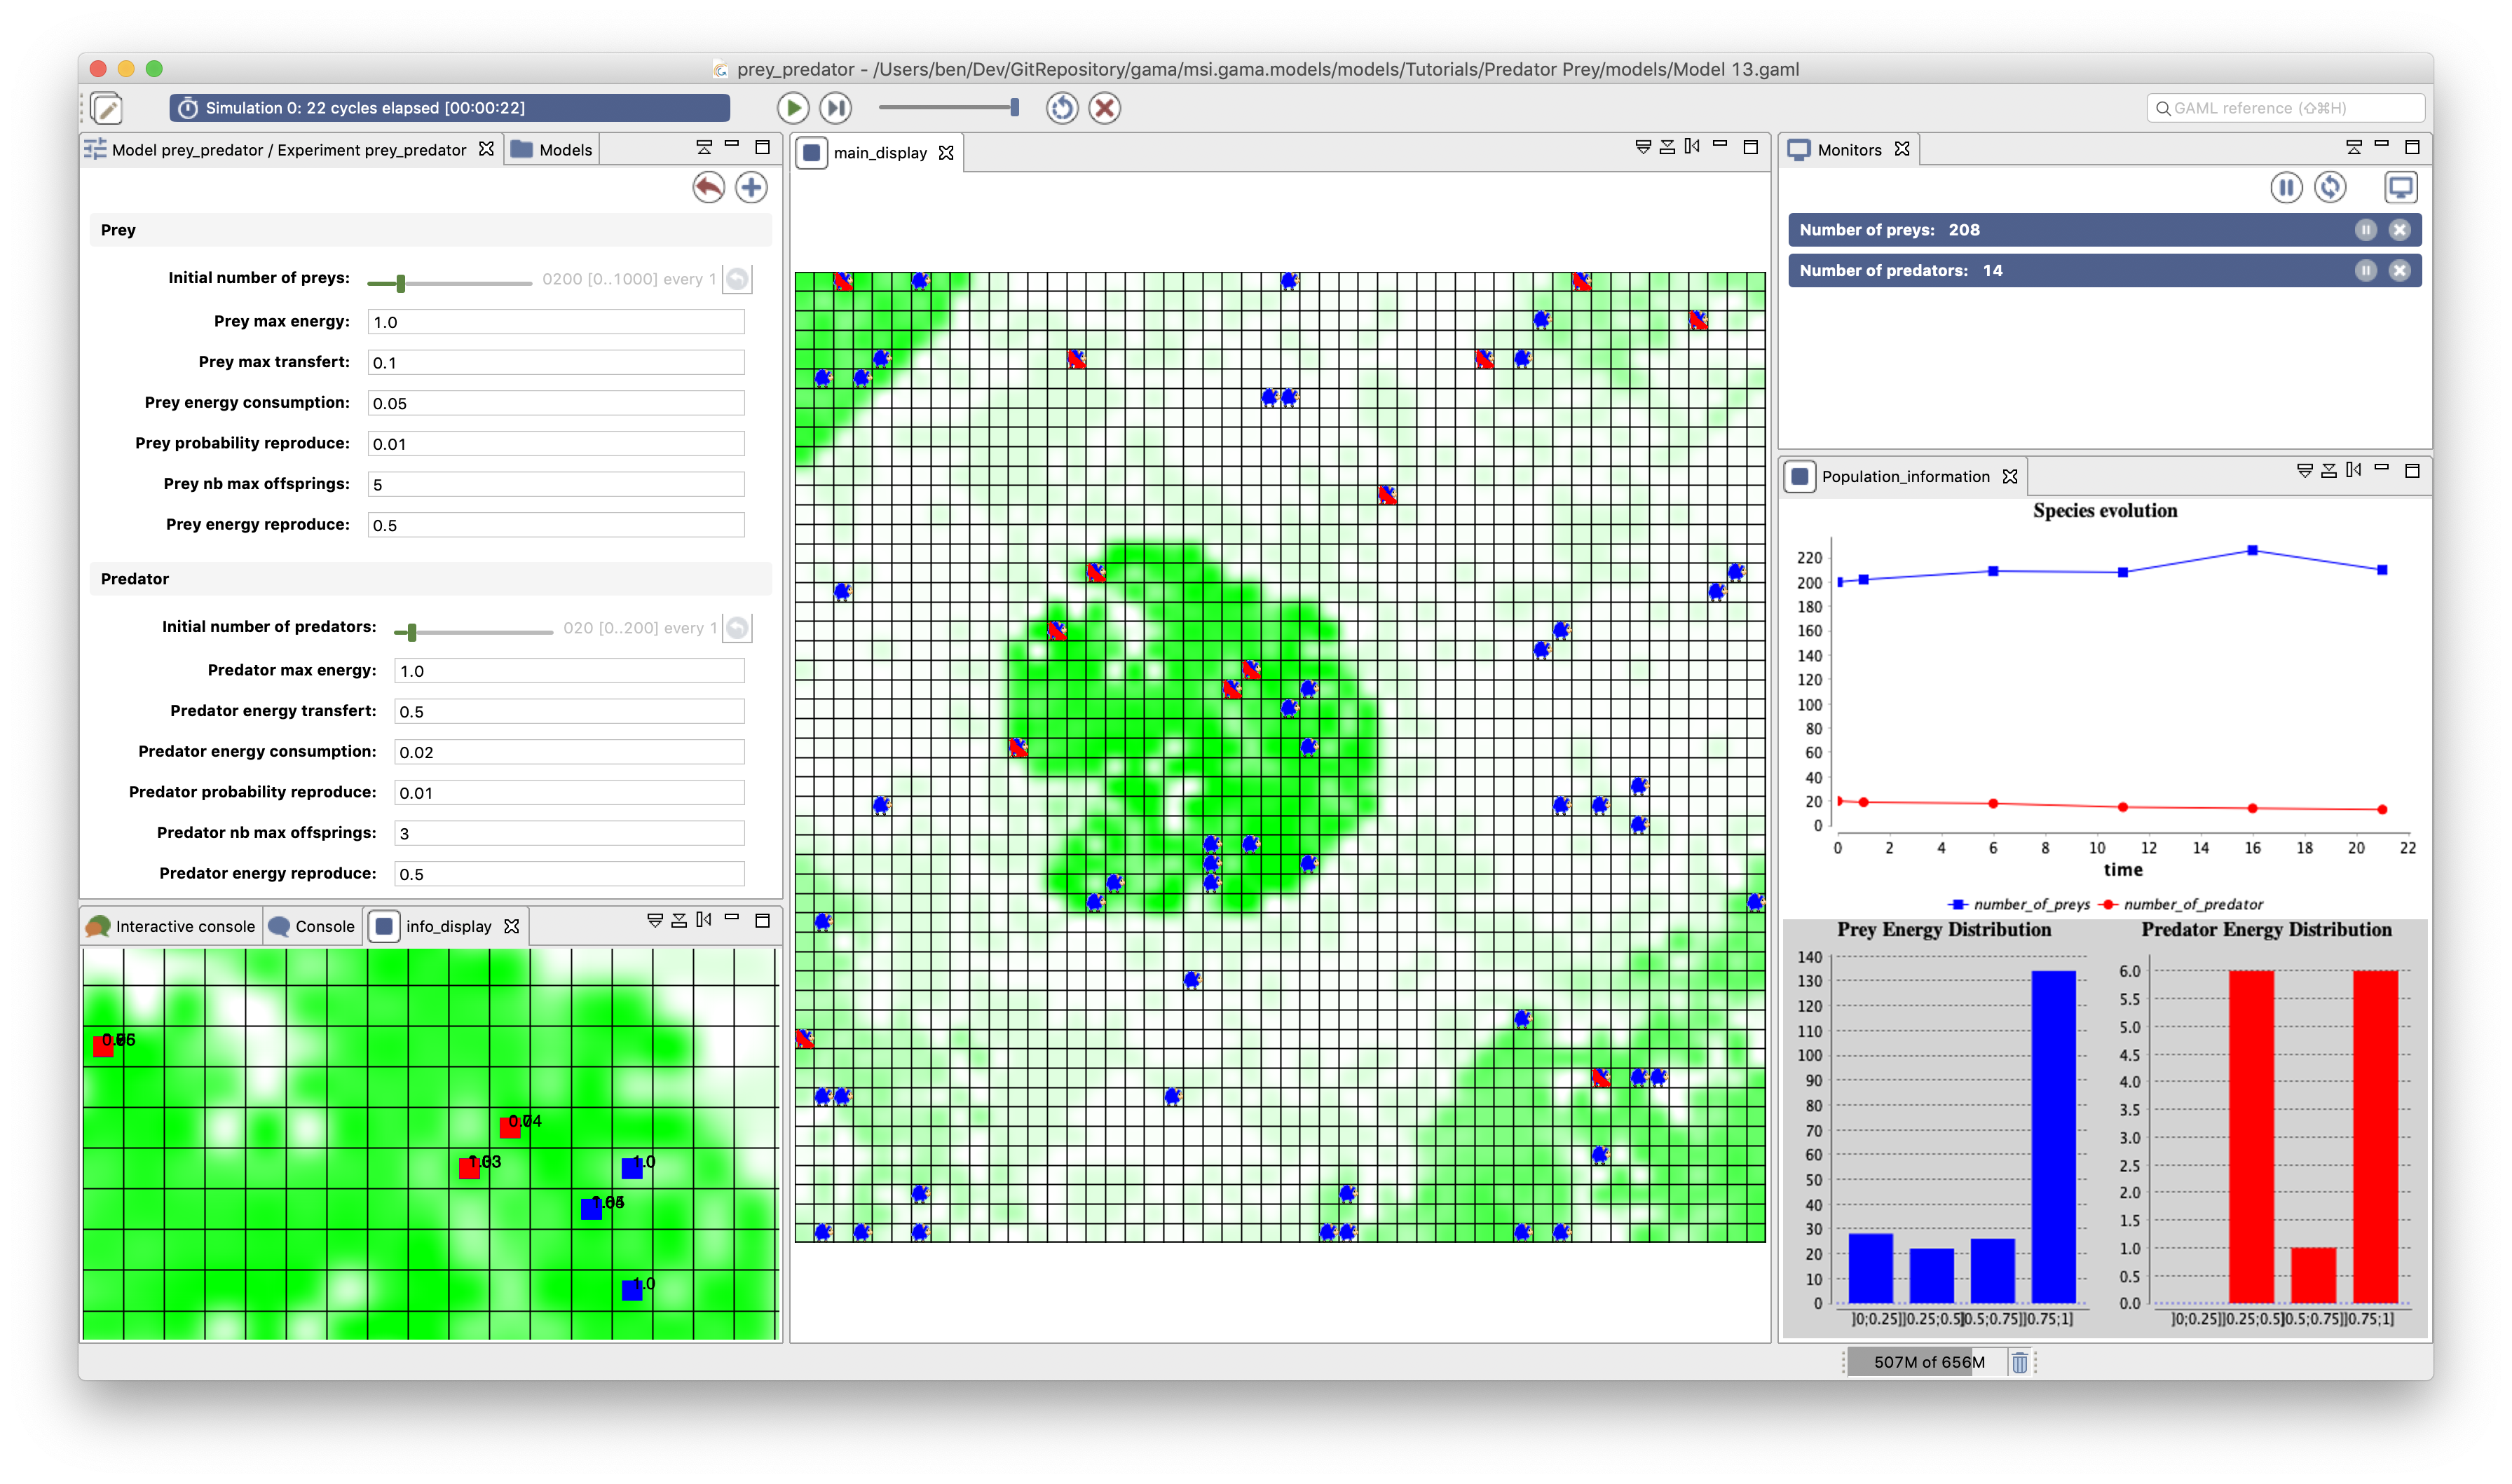 prey_predator - /Users/ben/Dev/GitRepository/gama/msi.gama.models/models/Tutorials/Predator Prey/models/Model 13.gaml
Simulation 0: 22 cycles elapsed [00:00:22]
GAML reference (⇧⌘H)
Model prey_predator / Experiment prey_predator
Models
Prey
Initial number of preys: 0200 [0..1000] every 1
Prey max energy: 1.0
Prey max transfert: 0.1
Prey energy consumption: 0.05
Prey probability reproduce: 0.01
Prey nb max offsprings: 5
Prey energy reproduce: 0.5
Predator
Initial number of predators: 020 [0..200] every 1
Predator max energy: 1.0
Predator energy transfert: 0.5
Predator energy consumption: 0.02
Predator probability reproduce: 0.01
Predator nb max offsprings: 3
Predator energy reproduce: 0.5
Interactive console
Console
info_display
1.0
1.0
main_display
Monitors
Number of preys: 208
Number of predators: 14
Population_information
Species evolution
220
200
180
160
140
120
100
80
60
40
20
0
0 2 4 6 8 10 12 14 16 18 20 22
time
number_of_preys number_of_predator
Prey Energy Distribution
140
130
120
110
100
90
80
70
60
50
40
30
20
10
0
]0;0.25] ]0.25;0.5] ]0.5;0.75] ]0.75;1]
Predator Energy Distribution
6.0
5.5
5.0
4.5
4.0
3.5
3.0
2.5
2.0
1.5
1.0
0.5
0.0
]0;0.25] ]0.25;0.5] ]0.5;0.75] ]0.75;1]
507M of 656M